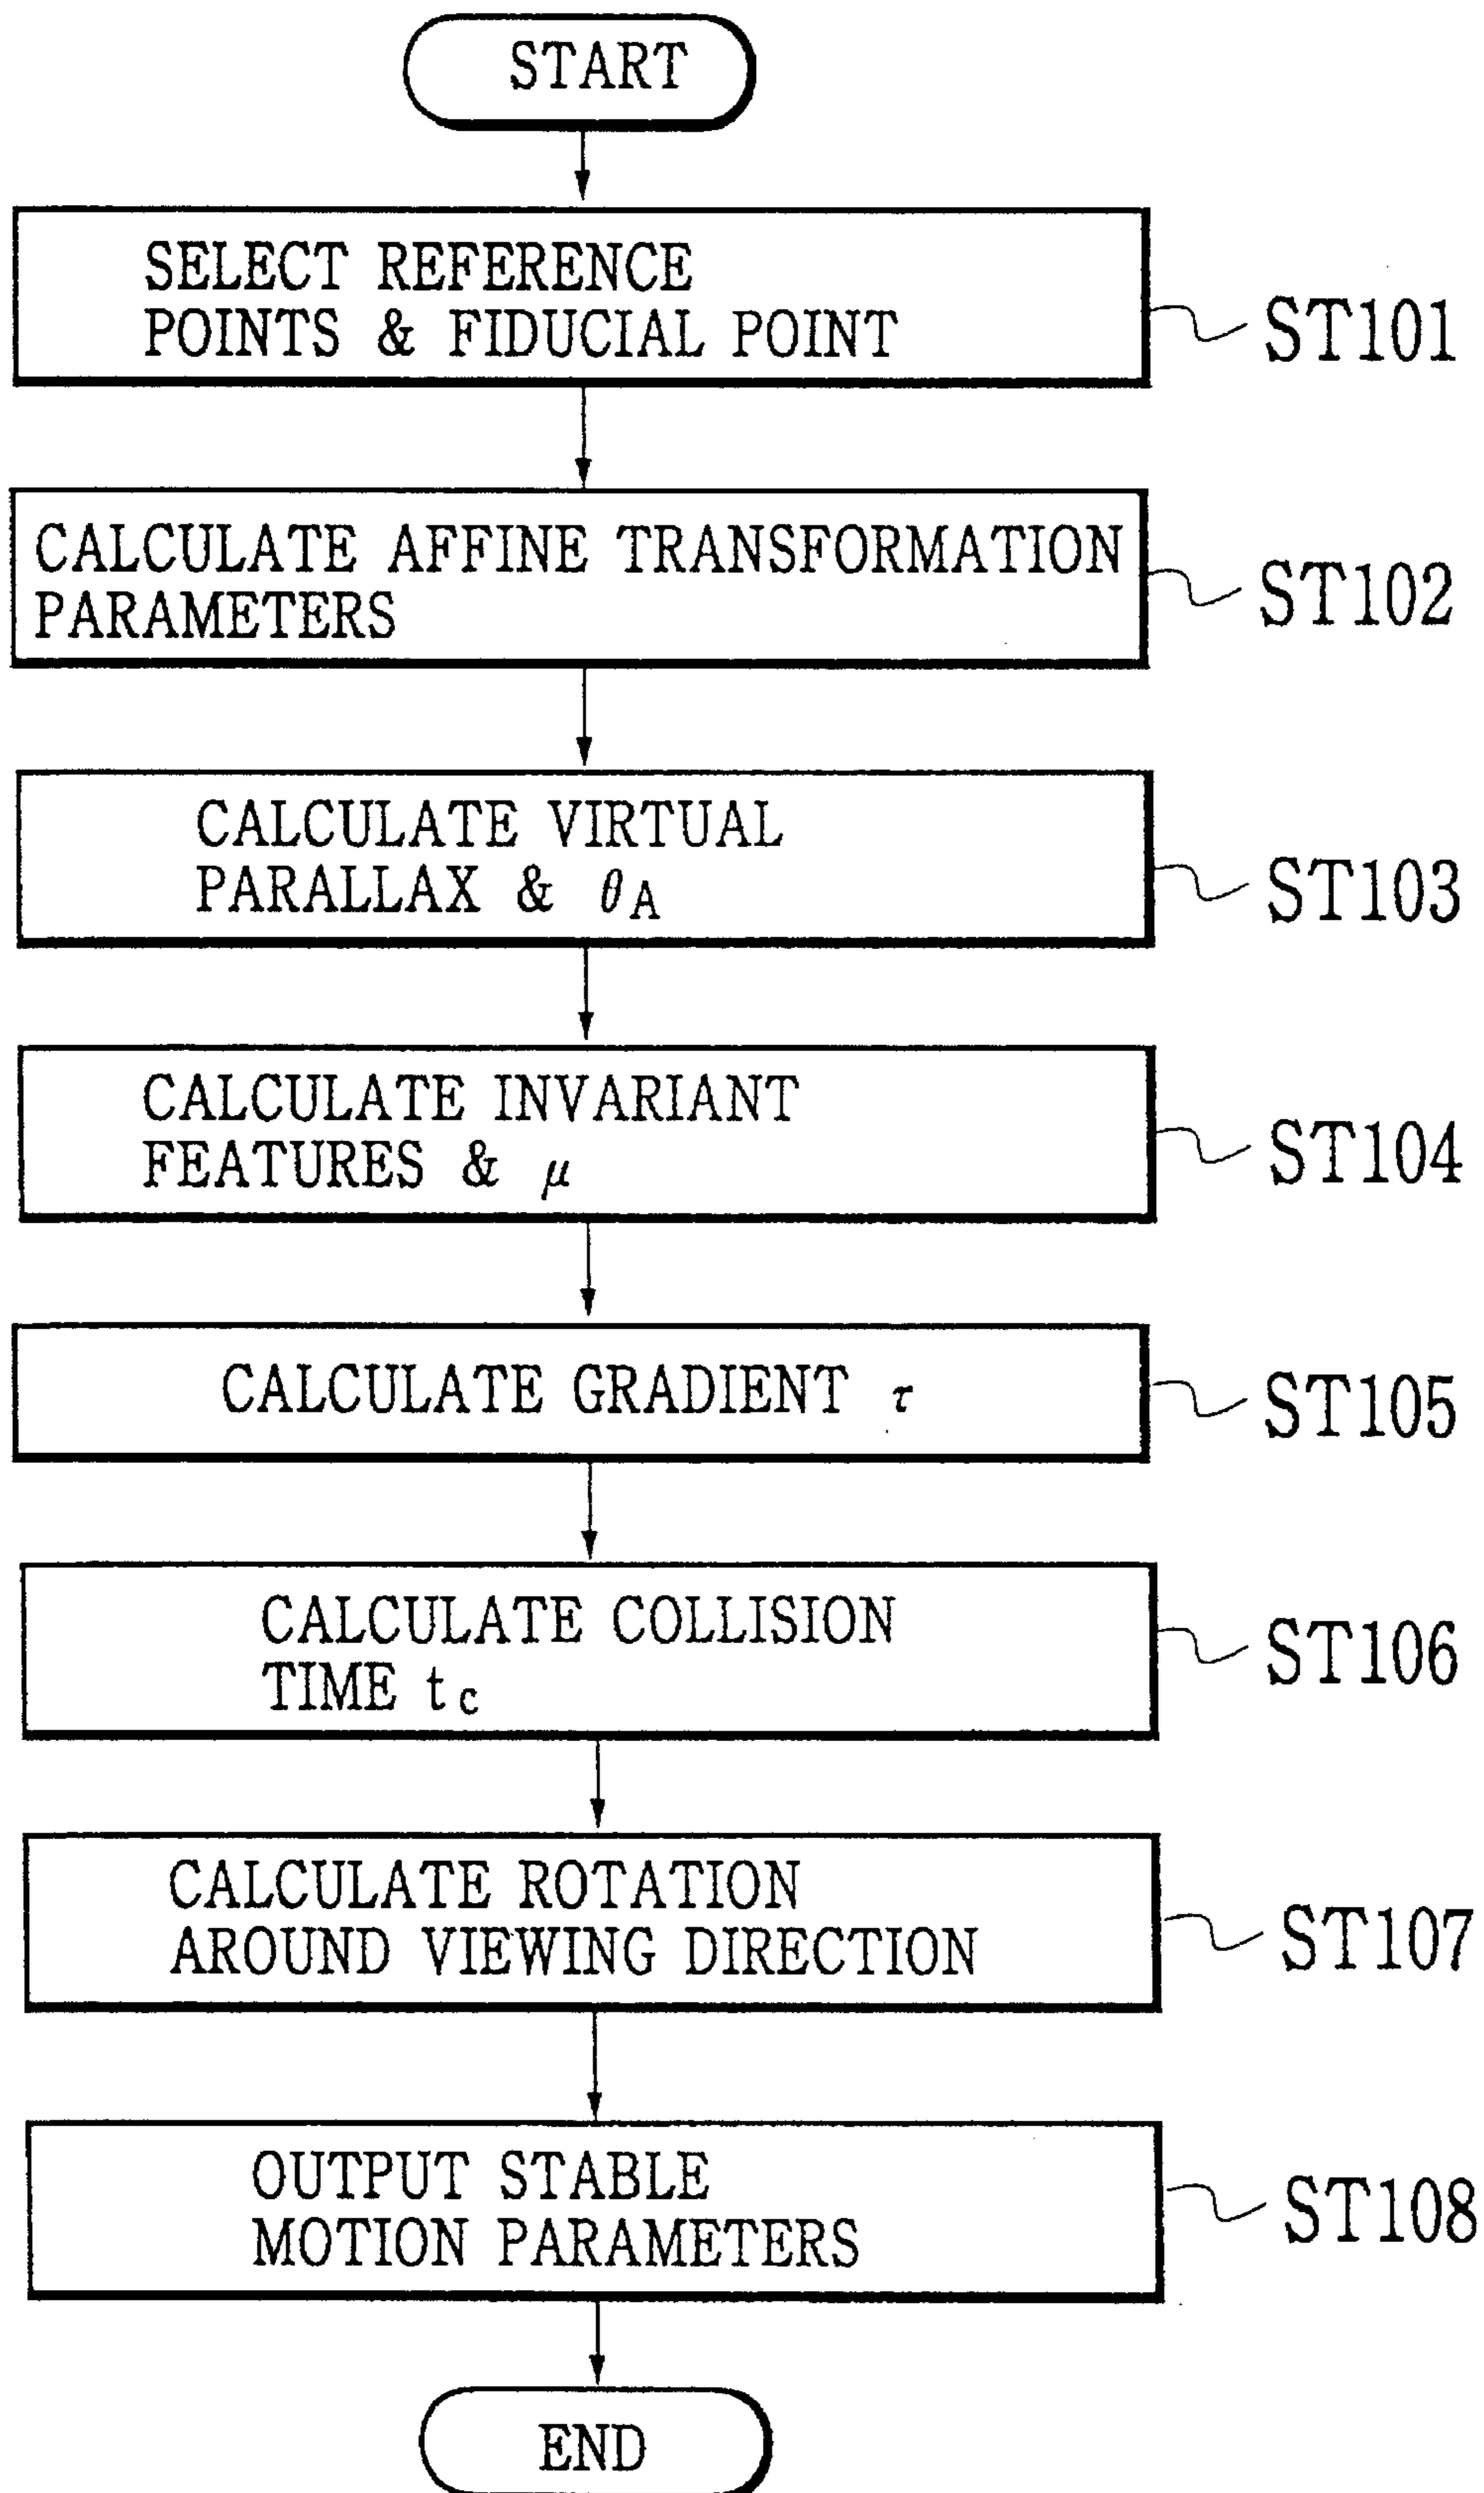 START
SELECT REFERENCE
POINTS & FIDUCIAL POINT
ST101
CALCULATE AFFINE TRANSFORMATION
PARAMETERS
ST102
CALCULATE VIRTUAL
PARALLAX & θA
ST103
CALCULATE INVARIANT
FEATURES & μ
ST104
CALCULATE GRADIENT τ
ST105
CALCULATE COLLISION
TIME tc
ST106
CALCULATE ROTATION
AROUND VIEWING DIRECTION
ST107
OUTPUT STABLE
MOTION PARAMETERS
ST108
END